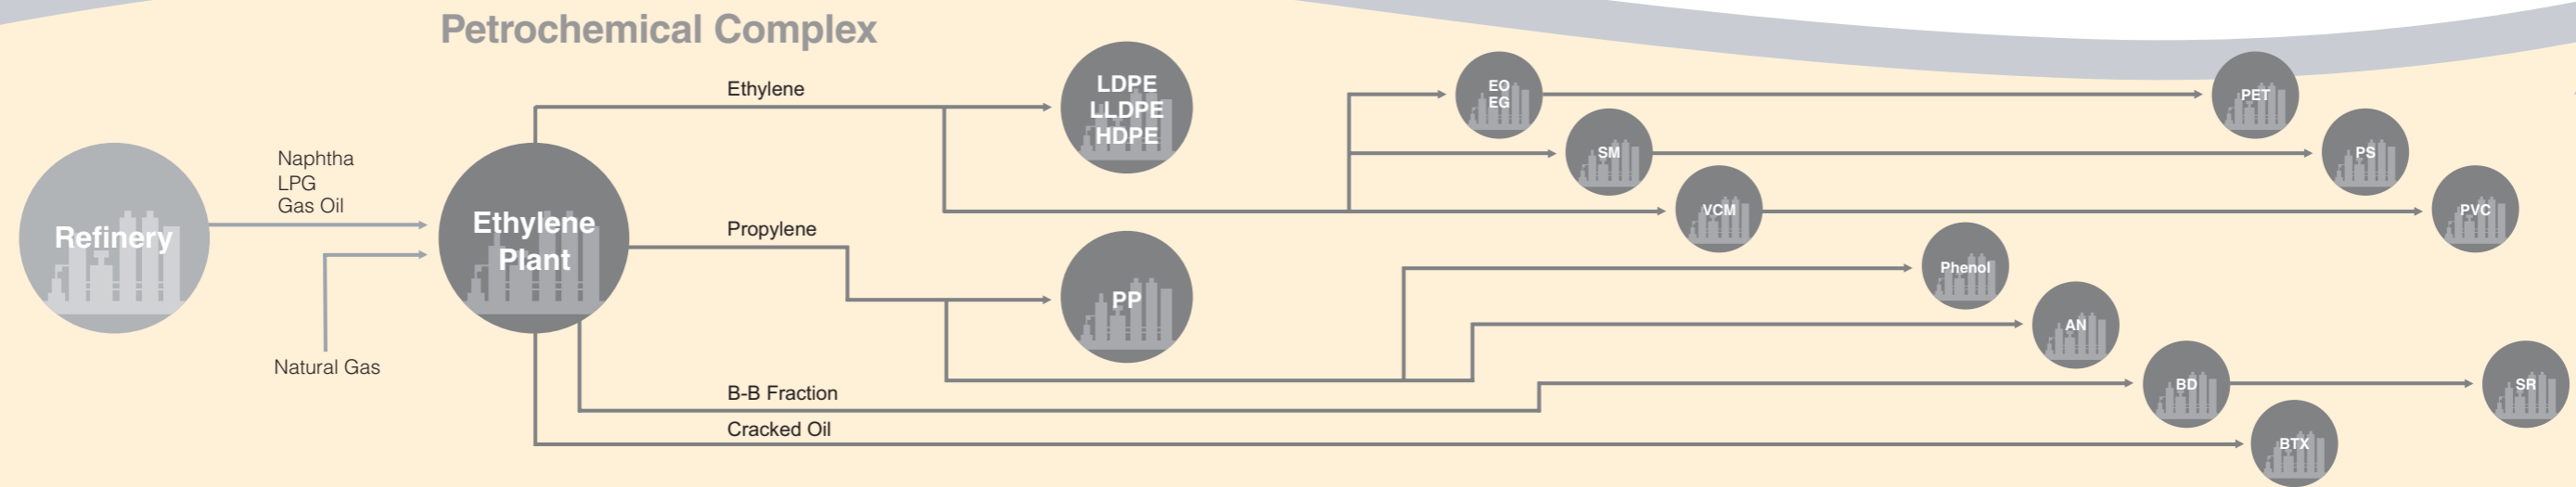 Petrochemical Complex
Refinery
Naphtha
LPG
Gas Oil
Natural Gas
Ethylene
Plant
Ethylene
LDPE
LLDPE
HDPE
EO
EG
PET
SM
PS
VCM
PVC
Propylene
PP
Phenol
AN
B-B Fraction
BD
SR
Cracked Oil
BTX